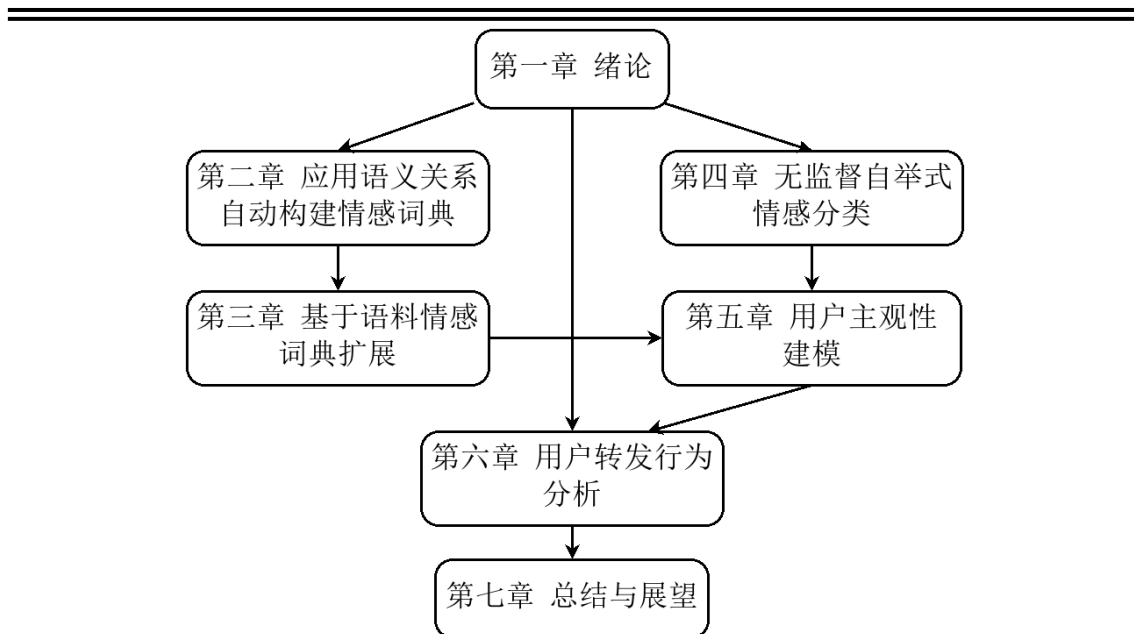 第一章 绪论
第二章 应用语义关系
自动构建情感词典
第四章 无监督自举式
情感分类
第三章 基于语料情感
词典扩展
第五章 用户主观性
建模
第六章 用户转发行为
分析
第七章 总结与展望